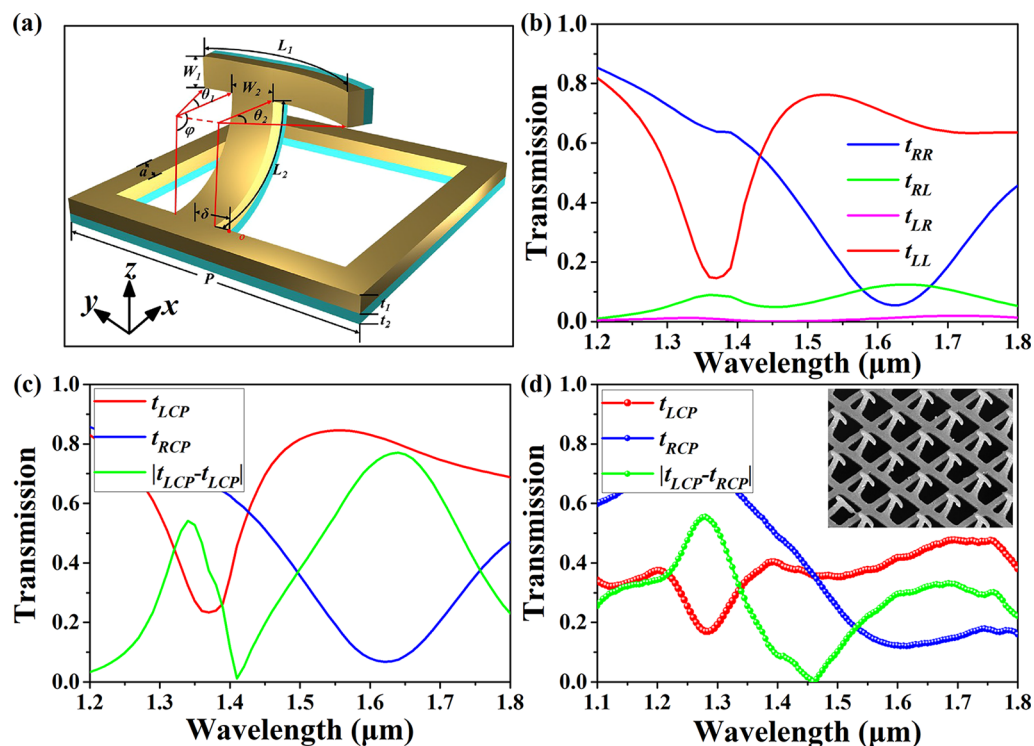 (a)
L1
W1
θ1
W2
θ2
φ
a
L2
δ
o
P
t1
t2
z
y
x
(b)
1.0
0.8
0.6
0.4
0.2
0.0
Transmission
tRR
tRL
tLR
tLL
1.2 1.3 1.4 1.5 1.6 1.7 1.8
Wavelength (μm)
(c)
1.0
0.8
0.6
0.4
0.2
0.0
Transmission
tLCP
tRCP
|tLCP-tLCP|
1.2 1.3 1.4 1.5 1.6 1.7 1.8
Wavelength (μm)
(d)
1.0
0.8
0.6
0.4
0.2
0.0
Transmission
tLCP
tRCP
|tLCP-tRCP|
1.1 1.2 1.3 1.4 1.5 1.6 1.7 1.8
Wavelength (μm)